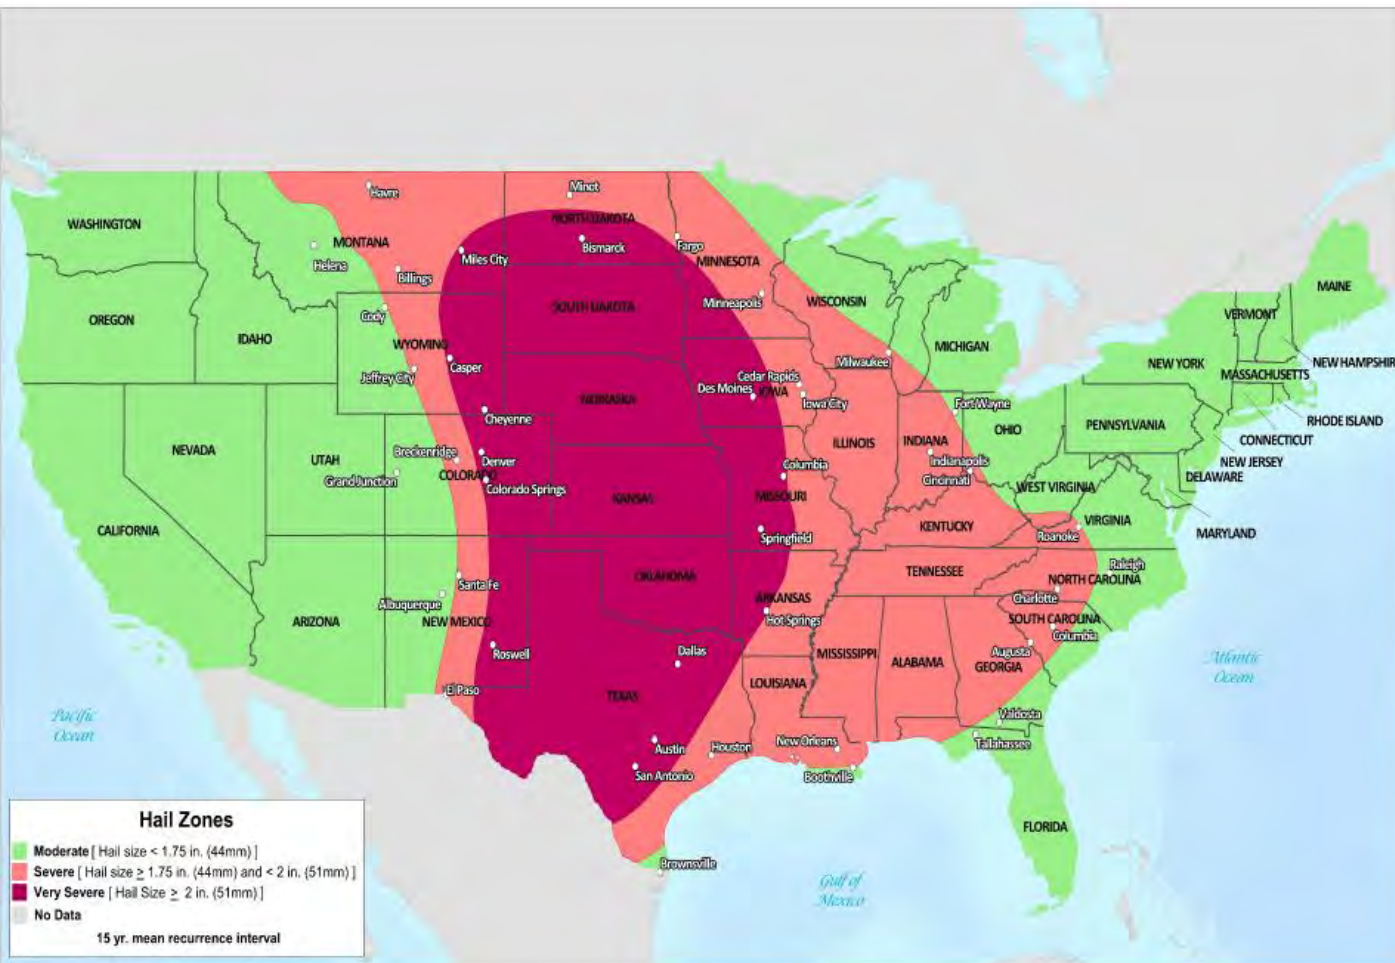 Havre
Minot
WASHINGTON
NORTH DAKOTA
MONTANA
Helena
Miles City
Bismarck
Fargo
MINNESOTA
Billings
MAINE
OREGON
Cody
SOUTH DAKOTA
Minneapolis
WISCONSIN
VERMONT
IDAHO
WYOMING
MICHIGAN
Casper
Jeffrey City
Milwaukee
NEW YORK
NEW HAMPSHIR
MASSACHUSETTS
Cedar Rapids
Des Moines
IOWA
NEBRASKA
Iowa City
Fort Wayne
RHODE ISLAND
Cheyenne
OHIO
PENNSYLVANIA
CONNECTICUT
NEVADA
UTAH
Breckenridge
Denver
ILLINOIS
INDIANA
Indianapolis
NEW JERSEY
Grand Junction
COLORADO
Colorado Springs
Columbia
Cincinnati
WEST VIRGINIA
DELAWARE
KANSAS
MISSOURI
CALIFORNIA
KENTUCKY
VIRGINIA
Roanoke
MARYLAND
Springfield
Santa Fe
OKLAHOMA
TENNESSEE
Raleigh
NORTH CAROLINA
Albuquerque
ARKANSAS
Charlotte
ARIZONA
NEW MEXICO
Hot Springs
SOUTH CAROLINA
Columbia
Roswell
Dallas
MISSISSIPPI
ALABAMA
Augusta
GEORGIA
Atlantic
Ocean
El Paso
TEXAS
LOUISIANA
Pacific
Ocean
Valdosta
Austin
Houston
New Orleans
Tallahassee
San Antonio
Boothville
FLORIDA
Brownsville
Gulf of
Mexico
Hail Zones
Moderate [ Hail size < 1.75 in. (44mm) ]
Severe [ Hail size ≥ 1.75 in. (44mm) and < 2 in. (51mm) ]
Very Severe [ Hail Size ≥ 2 in. (51mm) ]
No Data
15 yr. mean recurrence interval